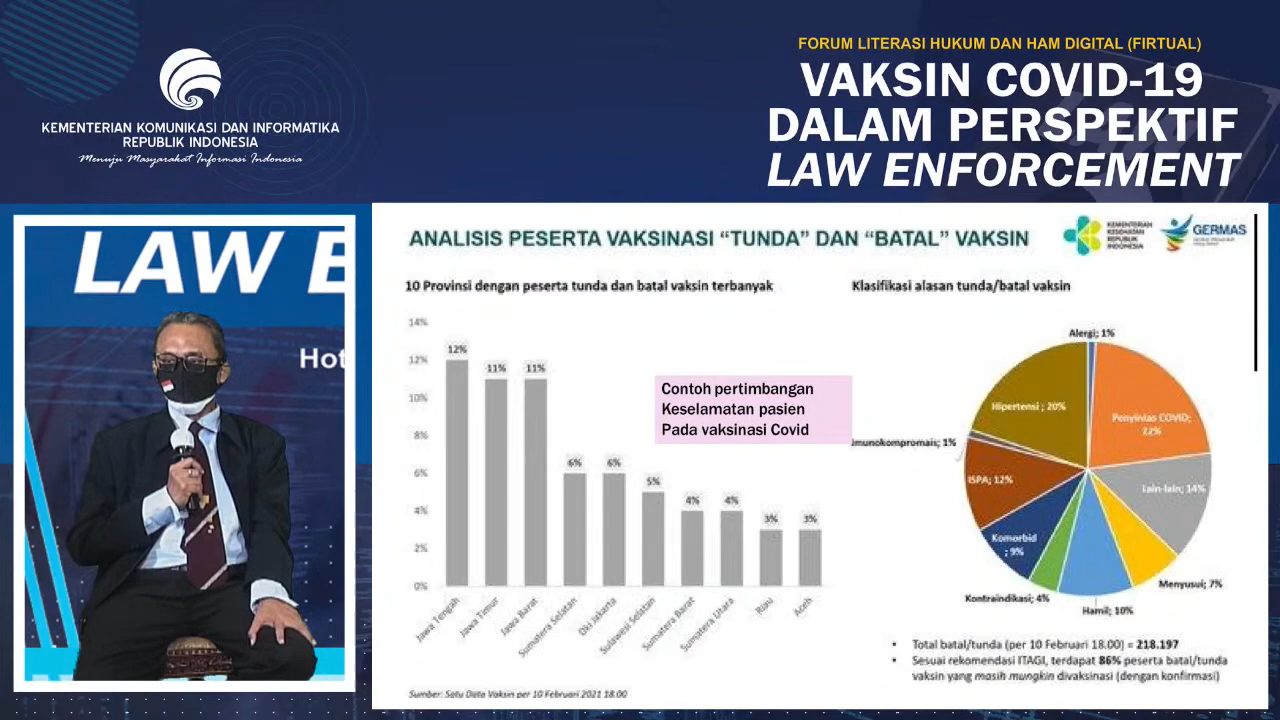 KEMENTERIAN KOMUNIKASI DAN INFORMATIKA
REPUBLIK INDONESIA
Menuju Masyarakat Informasi Indonesia
FORUM LITERASI HUKUM DAN HAM DIGITAL (FIRTUAL)
VAKSIN COVID-19
DALAM PERSPEKTIF
LAW ENFORCEMENT
LAW E
Hot
ANALISIS PESERTA VAKSINASI “TUNDA” DAN “BATAL” VAKSIN
KEMENTERIAN
KESEHATAN
REPUBLIK
INDONESIA
GERMAS
10 Provinsi dengan peserta tunda dan batal vaksin terbanyak
14%
12%
10%
8%
6%
4%
2%
0%
12%
11%
11%
6%
6%
5%
4%
4%
3%
3%
Jawa Tengah
Jawa Timur
Jawa Barat
Sumatera Selatan
Dki Jakarta
Sulawesi Selatan
Sumatera Barat
Sumatera Utara
Riau
Aceh
Contoh pertimbangan
Keselamatan pasien
Pada vaksinasi Covid
Klasifikasi alasan tunda/batal vaksin
Alergi; 1%
Penyintas COVID;
22%
Lain-lain; 14%
Menyusui; 7%
Hamil; 10%
Kontraindikasi; 4%
Komorbid
; 9%
ISPA; 12%
Imunokompromais; 1%
Hipertensi ; 20%
• Total batal/tunda (per 10 Februari 18.00) = 218.197
• Sesuai rekomendasi ITAGI, terdapat 86% peserta batal/tunda
vaksin yang masih mungkin divaksinasi (dengan konfirmasi)
Sumber: Satu Data Vaksin per 10 Februari 2021 18.00